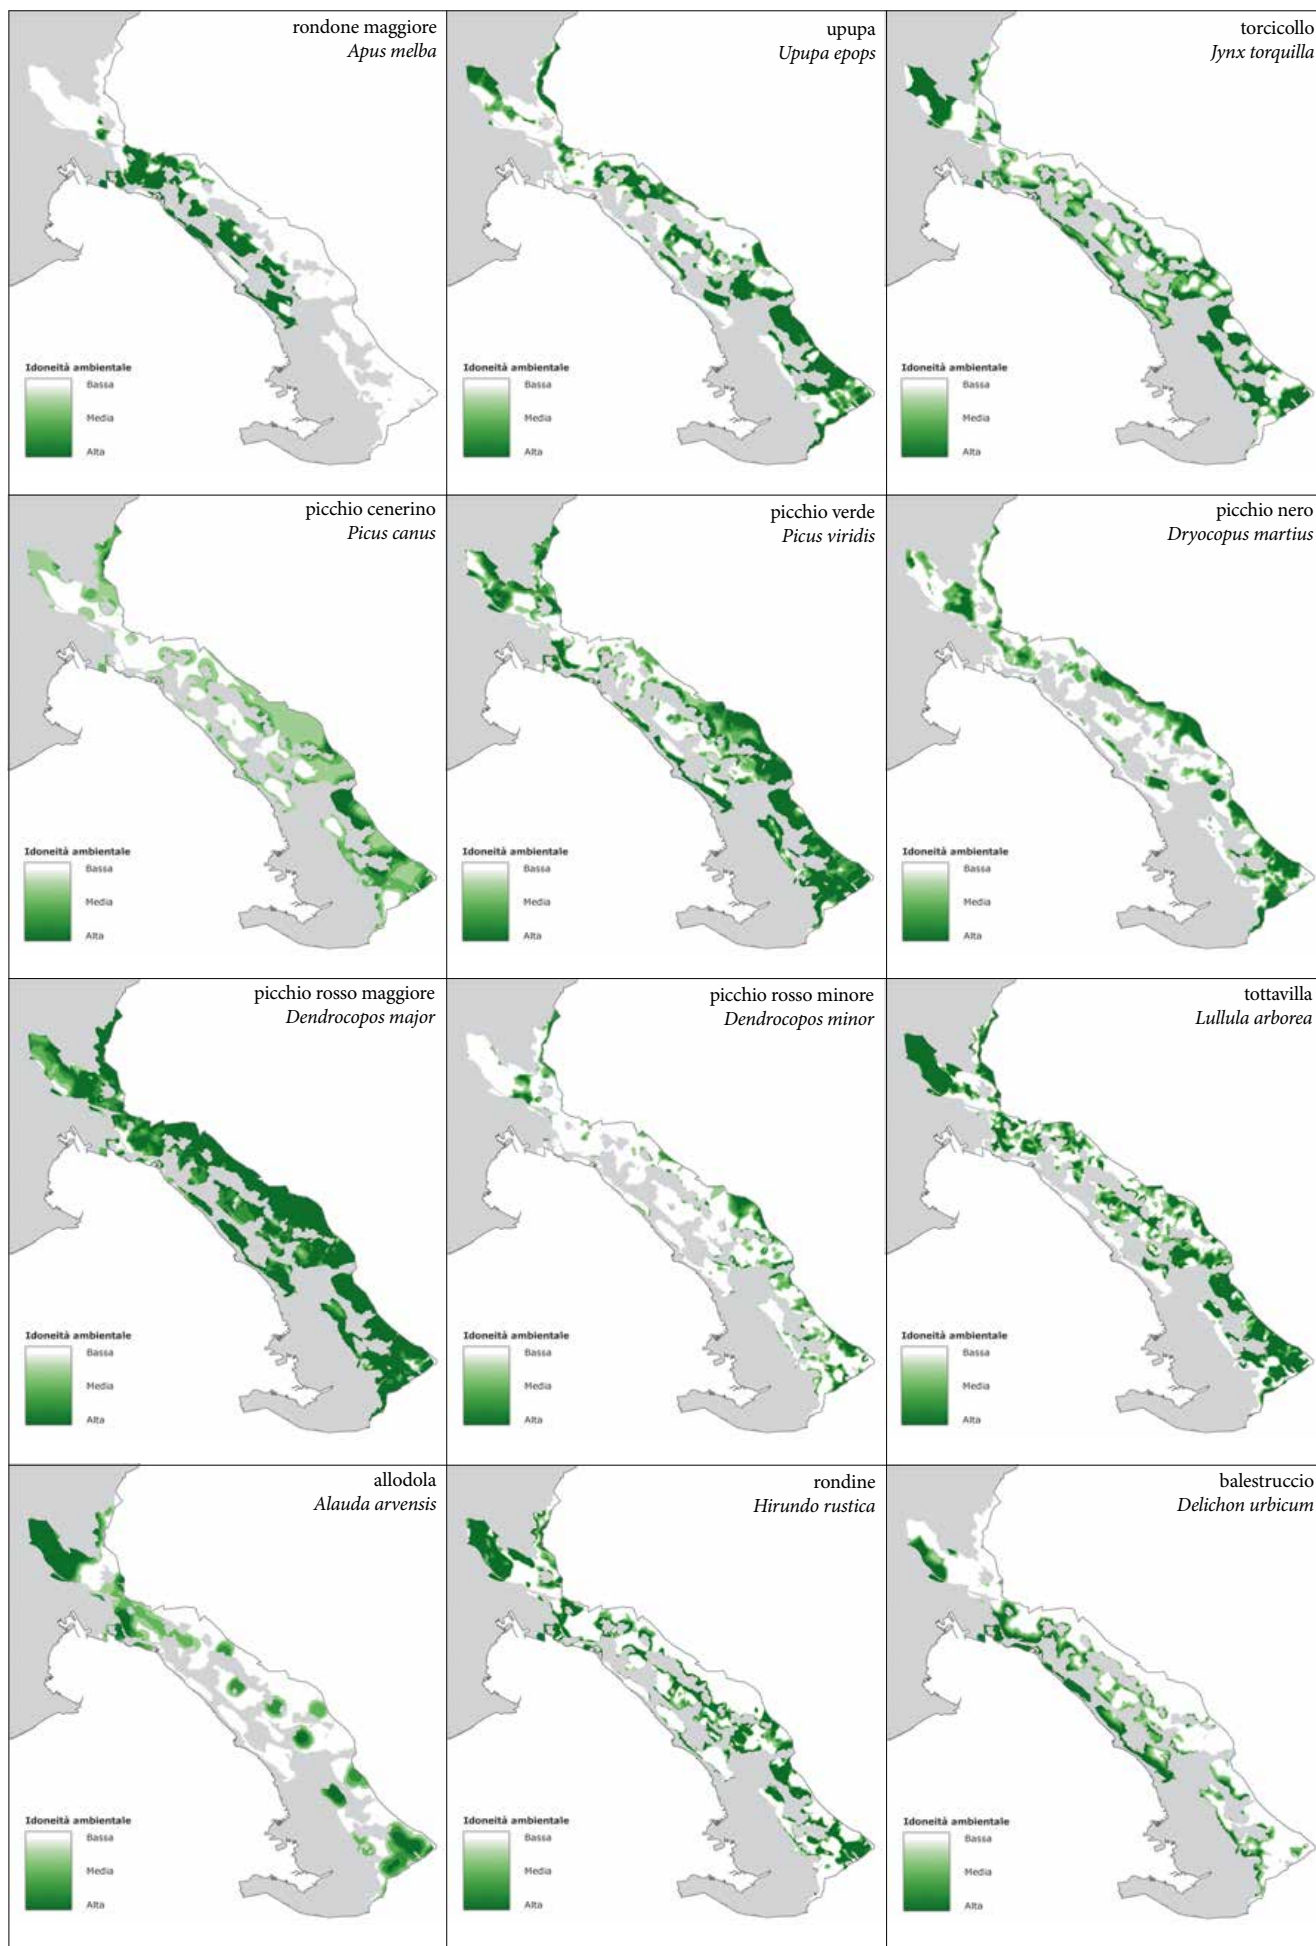 rondone maggiore
Apus melba
Idoneità ambientale
Bassa
Media
Alta
upupa
Upupa epops
Idoneità ambientale
Bassa
Media
Alta
torcicollo
Jynx torquilla
Idoneità ambientale
Bassa
Media
Alta
picchio cenerino
Picus canus
Idoneità ambientale
Bassa
Media
Alta
picchio verde
Picus viridis
Idoneità ambientale
Bassa
Media
Alta
picchio nero
Dryocopus martius
Idoneità ambientale
Bassa
Media
Alta
picchio rosso maggiore
Dendrocopos major
Idoneità ambientale
Bassa
Media
Alta
picchio rosso minore
Dendrocopos minor
Idoneità ambientale
Bassa
Media
Alta
tottavilla
Lullula arborea
Idoneità ambientale
Bassa
Media
Alta
allodola
Alauda arvensis
Idoneità ambientale
Bassa
Media
Alta
rondine
Hirundo rustica
Idoneità ambientale
Bassa
Media
Alta
balestruccio
Delichon urbicum
Idoneità ambientale
Bassa
Media
Alta